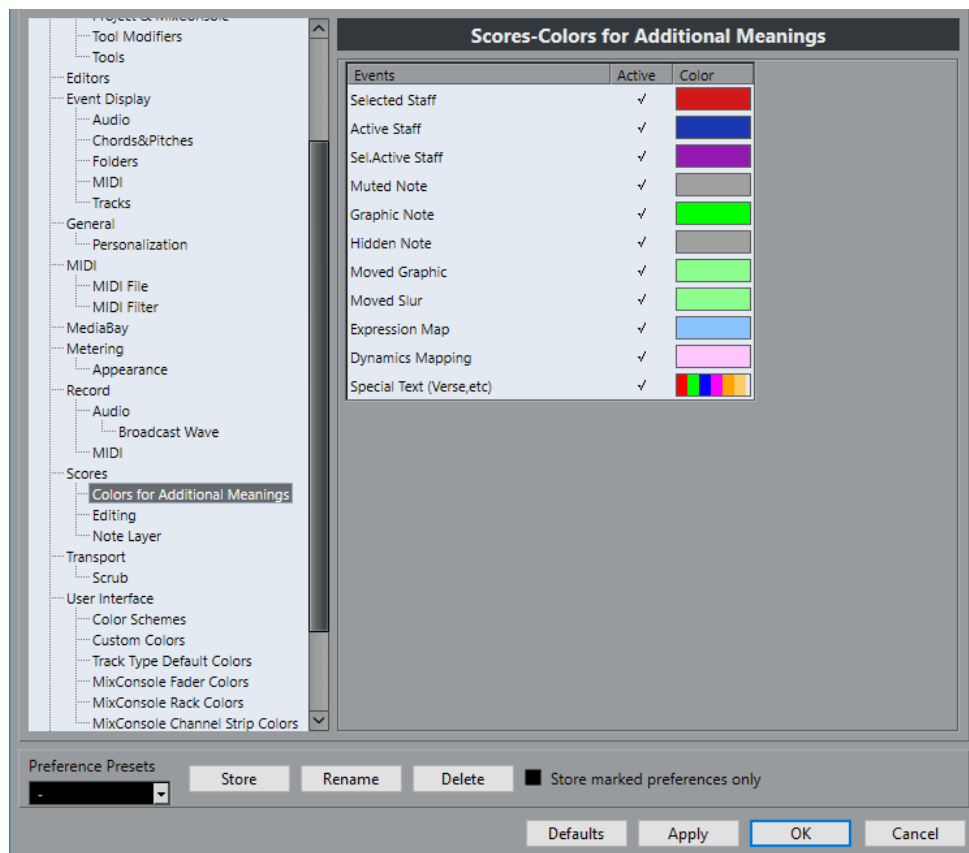 Project & MixConsole
Tool Modifiers
Tools
Editors
Event Display
Audio
Chords&Pitches
Folders
MIDI
Tracks
General
Personalization
MIDI
MIDI File
MIDI Filter
MediaBay
Metering
Appearance
Record
Audio
Broadcast Wave
MIDI
Scores
Colors for Additional Meanings
Editing
Note Layer
Transport
Scrub
User Interface
Color Schemes
Custom Colors
Track Type Default Colors
MixConsole Fader Colors
MixConsole Rack Colors
MixConsole Channel Strip Colors
Scores-Colors for Additional Meanings
Events Active Color
Selected Staff
Active Staff
Sel.Active Staff
Muted Note
Graphic Note
Hidden Note
Moved Graphic
Moved Slur
Expression Map
Dynamics Mapping
Special Text (Verse,etc)
Preference Presets
-
Store Rename Delete Store marked preferences only
Defaults Apply OK Cancel